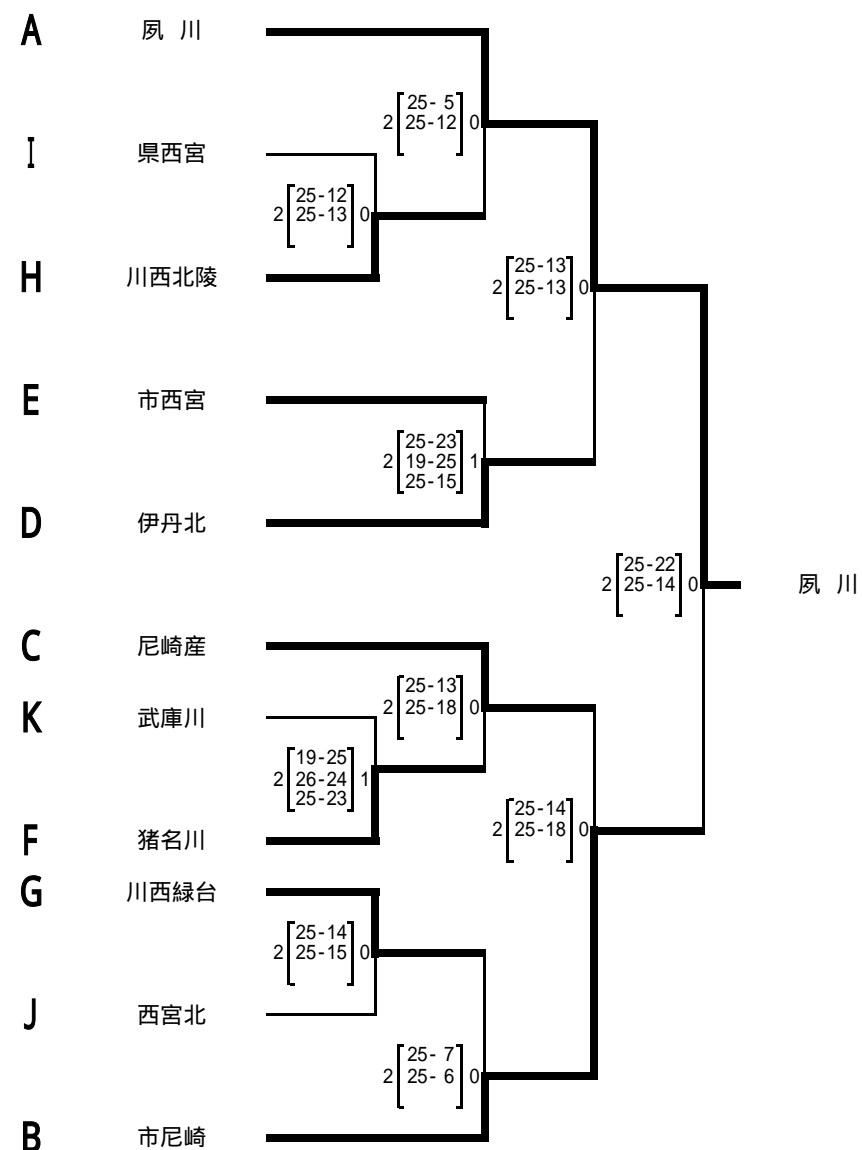 A 夙 川
25- 5
2 25-12 0
I 県西宮
25-12
2 25-13 0
H 川西北陵
25-13
2 25-13 0
E 市西宮
25-23
2 19-25 1
25-15
D 伊丹北
25-22
2 25-14 0 夙 川
C 尼崎産
25-13
2 25-18 0
K 武庫川
19-25
2 26-24 1
25-23
25-14
2 25-18 0
F 猪名川
G 川西緑台
25-14
2 25-15 0
J 西宮北
25- 7
2 25- 6 0
B 市尼崎